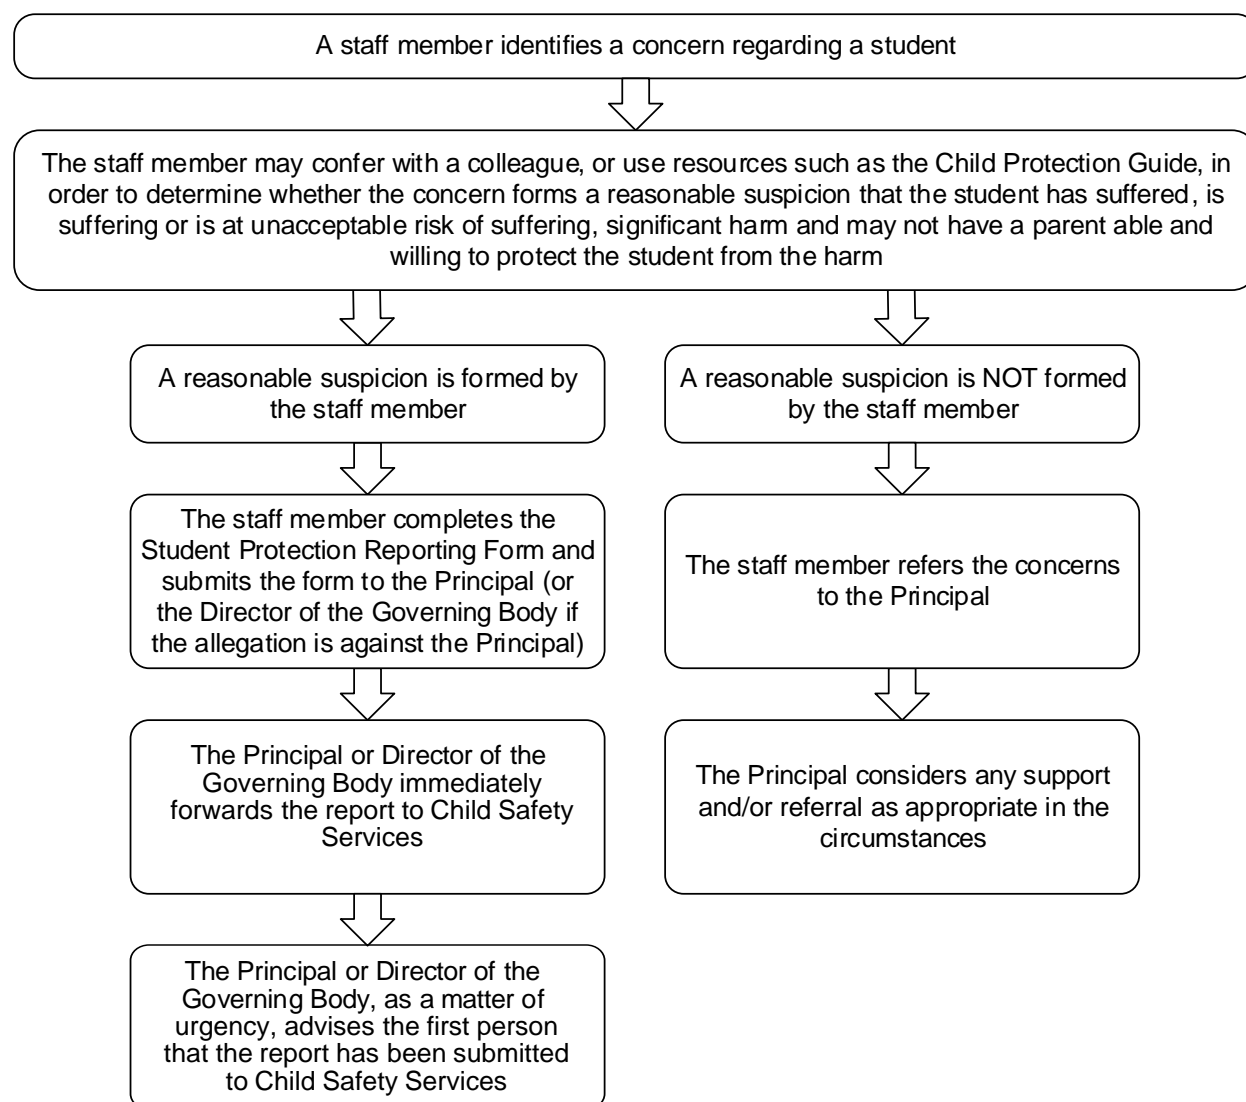 A staff member identifies a concern regarding a student
The staff member may confer with a colleague, or use resources such as the Child Protection Guide, in
order to determine whether the concern forms a reasonable suspicion that the student has suffered, is
suffering or is at unacceptable risk of suffering, significant harm and may not have a parent able and
willing to protect the student from the harm
A reasonable suspicion is formed by
the staff member
A reasonable suspicion is NOT formed
by the staff member
The staff member completes the
Student Protection Reporting Form and
submits the form to the Principal (or
the Director of the Governing Body if
the allegation is against the Principal)
The staff member refers the concerns
to the Principal
The Principal or Director of the
Governing Body immediately
forwards the report to Child Safety
Services
The Principal considers any support
and/or referral as appropriate in the
circumstances
The Principal or Director of the
Governing Body, as a matter of
urgency, advises the first person
that the report has been submitted
to Child Safety Services